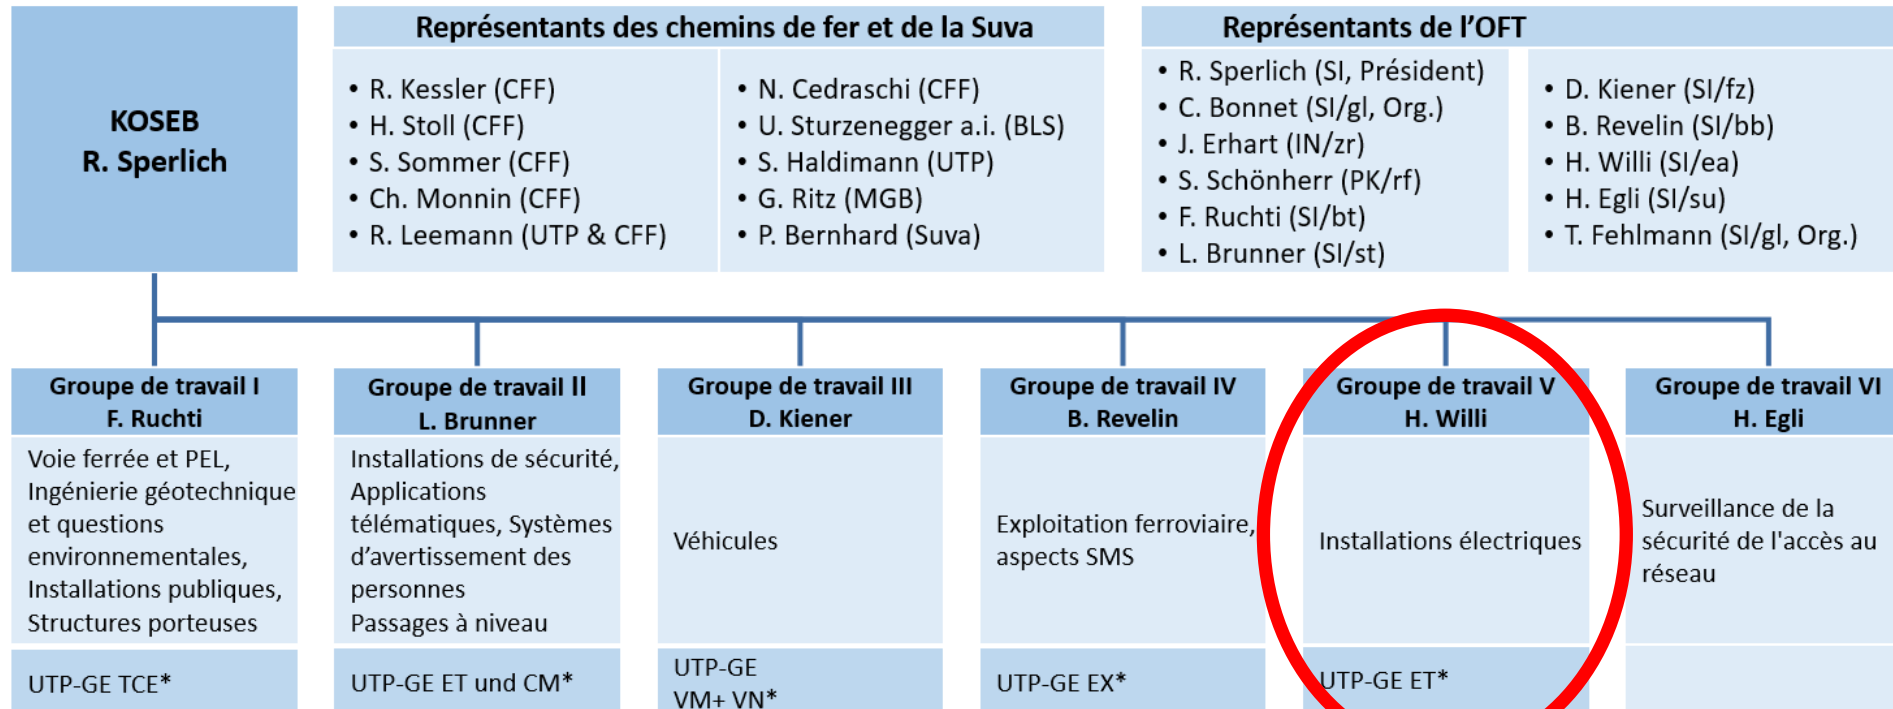 KOSEB
R. Sperlich
Représentants des chemins de fer et de la Suva
• R. Kessler (CFF)
• H. Stoll (CFF)
• S. Sommer (CFF)
• Ch. Monnin (CFF)
• R. Leemann (UTP & CFF)
• N. Cedraschi (CFF)
• U. Sturzenegger a.i. (BLS)
• S. Haldimann (UTP)
• G. Ritz (MGB)
• P. Bernhard (Suva)
Représentants de l’OFT
• R. Sperlich (SI, Président)
• C. Bonnet (SI/gl, Org.)
• J. Erhart (IN/zr)
• S. Schönherr (PK/rf)
• F. Ruchti (SI/bt)
• L. Brunner (SI/st)
• D. Kiener (SI/fz)
• B. Revelin (SI/bb)
• H. Willi (SI/ea)
• H. Egli (SI/su)
• T. Fehlmann (SI/gl, Org.)
Groupe de travail I
F. Ruchti
Voie ferrée et PEL,
Ingénierie géotechnique
et questions
environnementales,
Installations publiques,
Structures porteuses
UTP-GE TCE*
Groupe de travail II
L. Brunner
Installations de sécurité,
Applications
télématiques, Systèmes
d’avertissement des
personnes
Passages à niveau
UTP-GE ET und CM*
Groupe de travail III
D. Kiener
Véhicules
UTP-GE
VM+ VN*
Groupe de travail IV
B. Revelin
Exploitation ferroviaire,
aspects SMS
UTP-GE EX*
Groupe de travail V
H. Willi
Installations électriques
UTP-GE ET*
Groupe de travail VI
H. Egli
Surveillance de la
sécurité de l'accès au
réseau